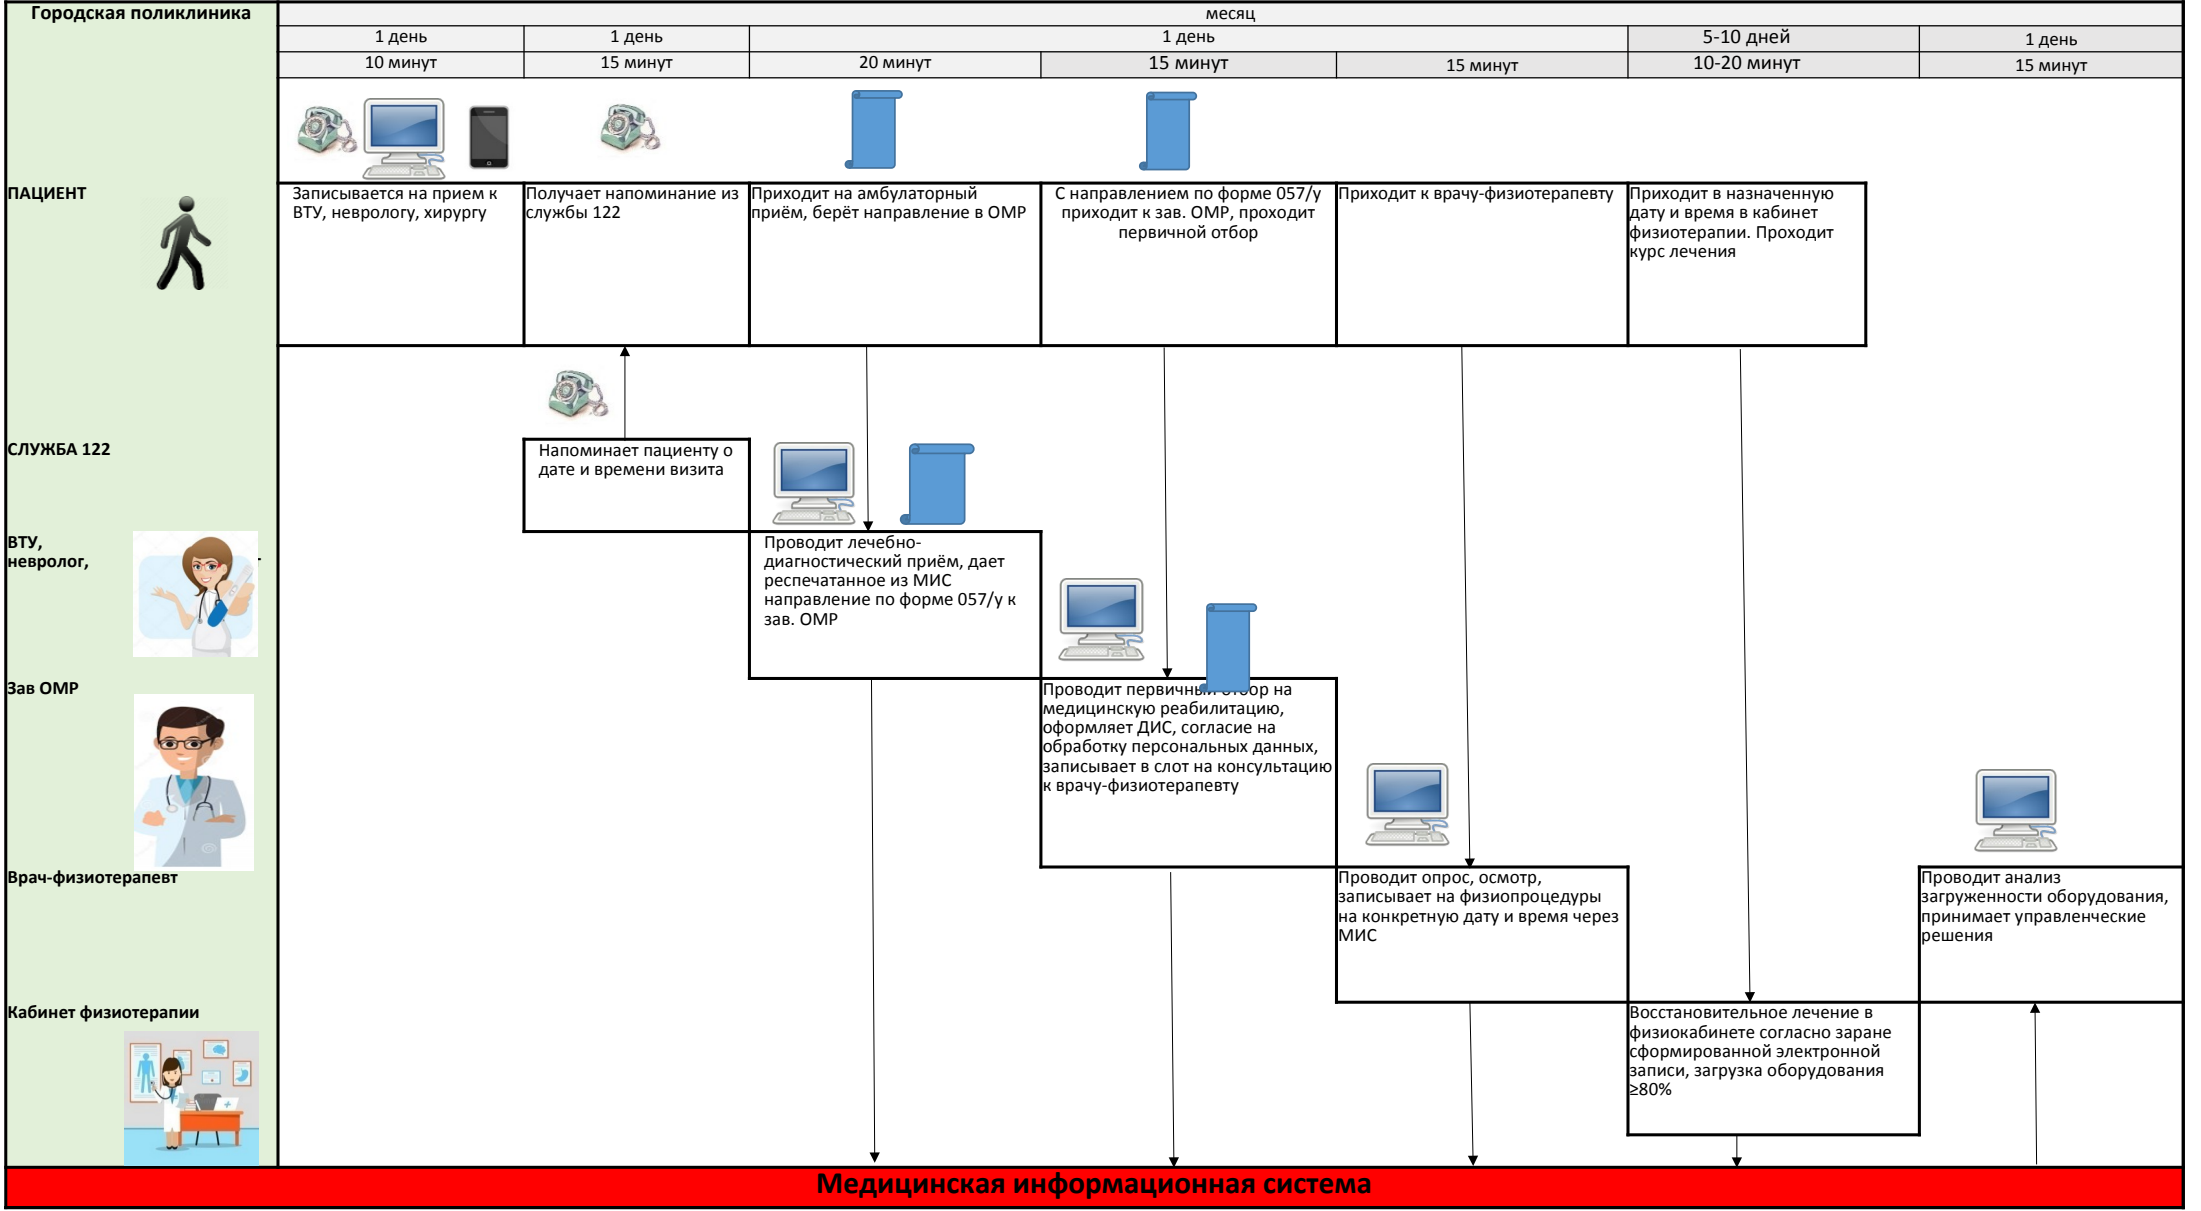 Городская поликлиника
месяц
1 день
1 день
1 день
5-10 дней
1 день
10 минут
15 минут
20 минут
15 минут
15 минут
10-20 минут
15 минут
ПАЦИЕНТ
Записывается на прием к
ВТУ, неврологу, хирургу
Получает напоминание из
службы 122
Приходит на амбулаторный
приём, берёт направление в ОМР
С направлением по форме 057/у
приходит к зав. ОМР, проходит
первичной отбор
Приходит к врачу-физиотерапевту
Приходит в назначенную
дату и время в кабинет
физиотерапии. Проходит
курс лечения
СЛУЖБА 122
Напоминает пациенту о
дате и времени визита
ВТУ,
невролог,
Проводит лечебно-
диагностический приём, дает
респечатанное из МИС
направление по форме 057/у к
зав. ОМР
Зав ОМР
Проводит первичный отбор на
медицинскую реабилитацию,
оформляет ДИС, согласие на
обработку персональных данных,
записывает в слот на консультацию
к врачу-физиотерапевту
Врач-физиотерапевт
Проводит опрос, осмотр,
записывает на физиопроцедуры
на конкретную дату и время через
МИС
Проводит анализ
загруженности оборудования,
принимает управленческие
решения
Кабинет физиотерапии
Восстановительное лечение в
физиокабинете согласно заране
сформированной электронной
записи, загрузка оборудования
≥80%
Медицинская информационная система